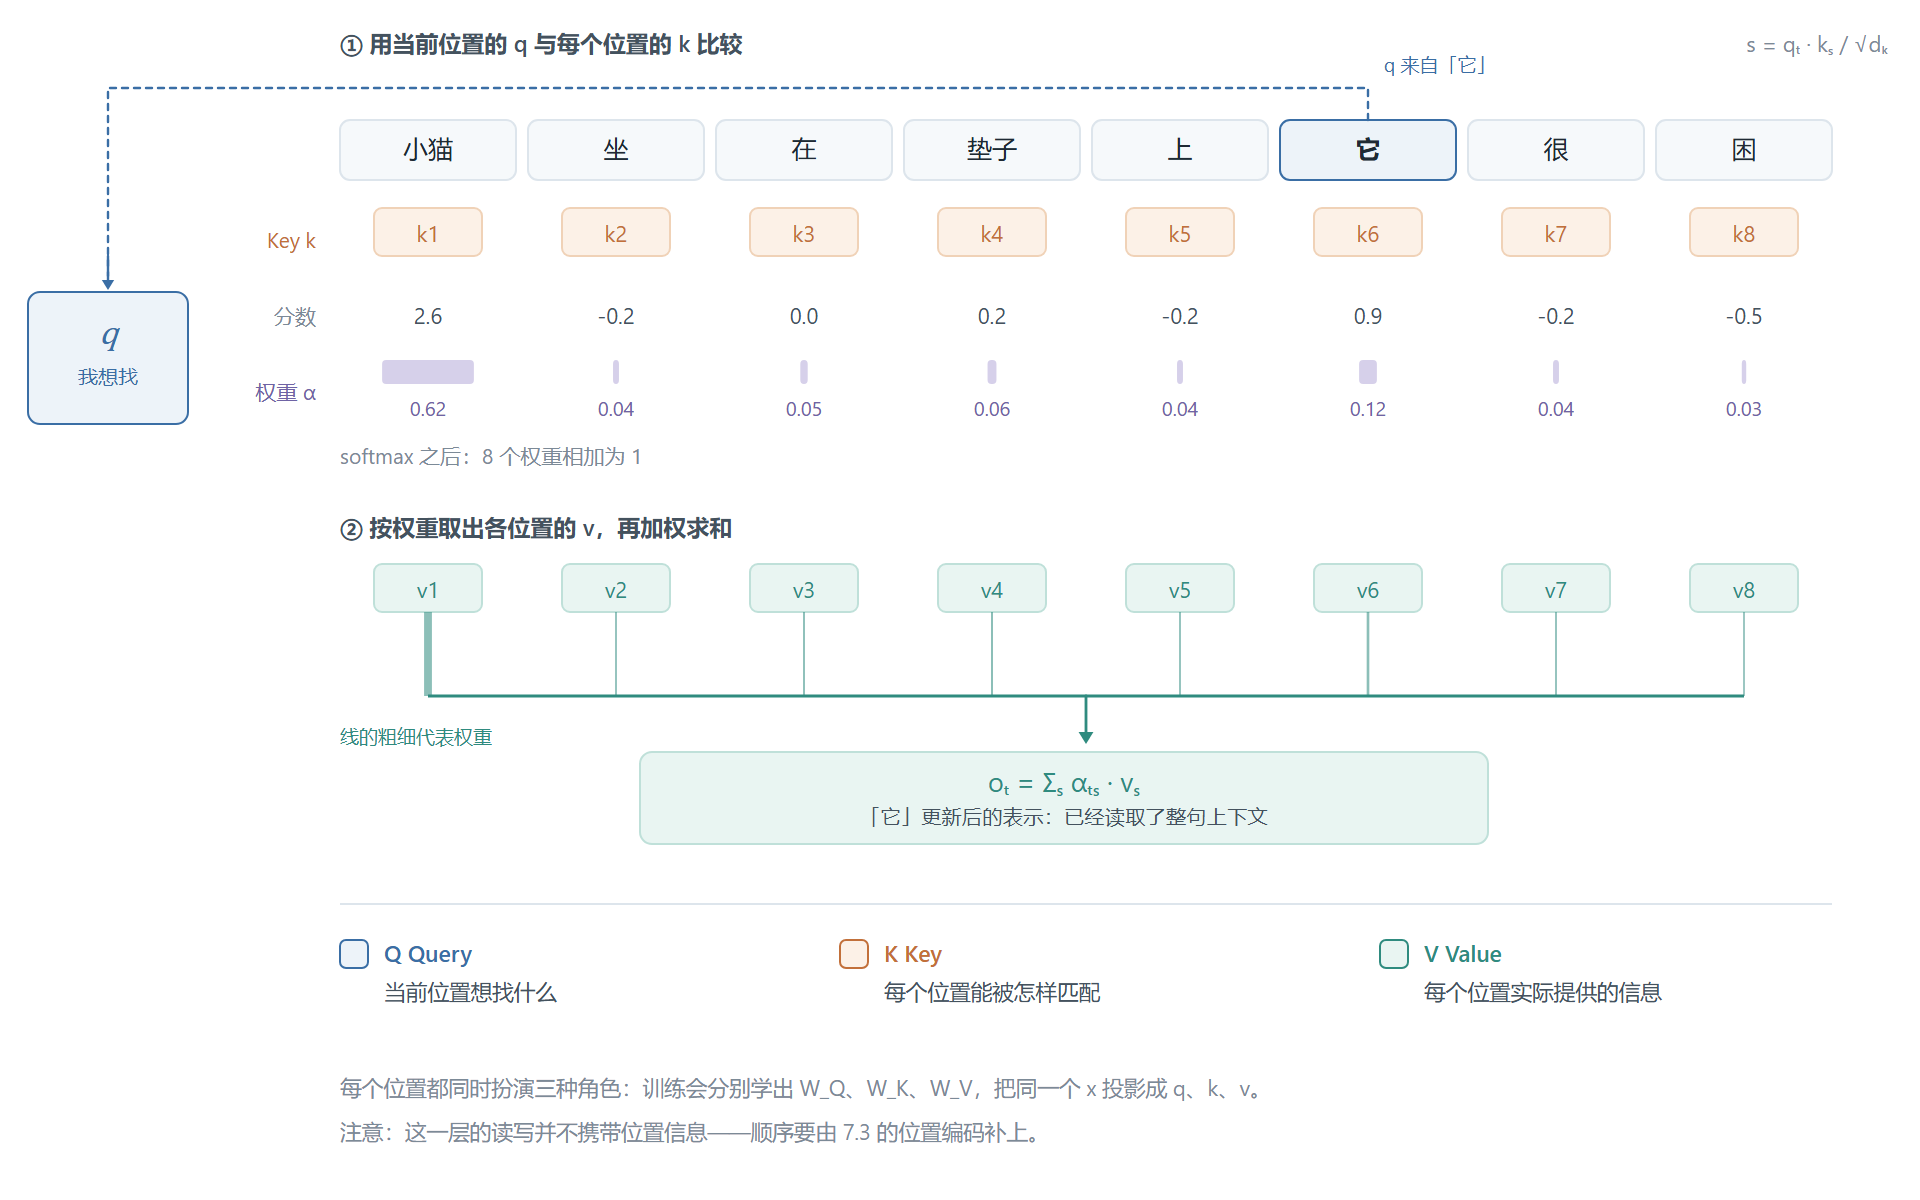 ① 用当前位置的 q 与每个位置的 k 比较
s = qₜ · kₛ / √dₖ
q 来自「它」
小猫 坐 在 垫子 上 它 很 困
Key k k1 k2 k3 k4 k5 k6 k7 k8
分数 2.6 -0.2 0.0 0.2 -0.2 0.9 -0.2 -0.5
q
我想找
权重 α 0.62 0.04 0.05 0.06 0.04 0.12 0.04 0.03
softmax 之后：8 个权重相加为 1
② 按权重取出各位置的 v，再加权求和
v1 v2 v3 v4 v5 v6 v7 v8
线的粗细代表权重
oₜ = Σₛ αₜₛ · vₛ
「它」更新后的表示：已经读取了整句上下文
Q Query
当前位置想找什么
K Key
每个位置能被怎样匹配
V Value
每个位置实际提供的信息
每个位置都同时扮演三种角色：训练会分别学出 W_Q、W_K、W_V，把同一个 x 投影成 q、k、v。
注意：这一层的读写并不携带位置信息——顺序要由 7.3 的位置编码补上。